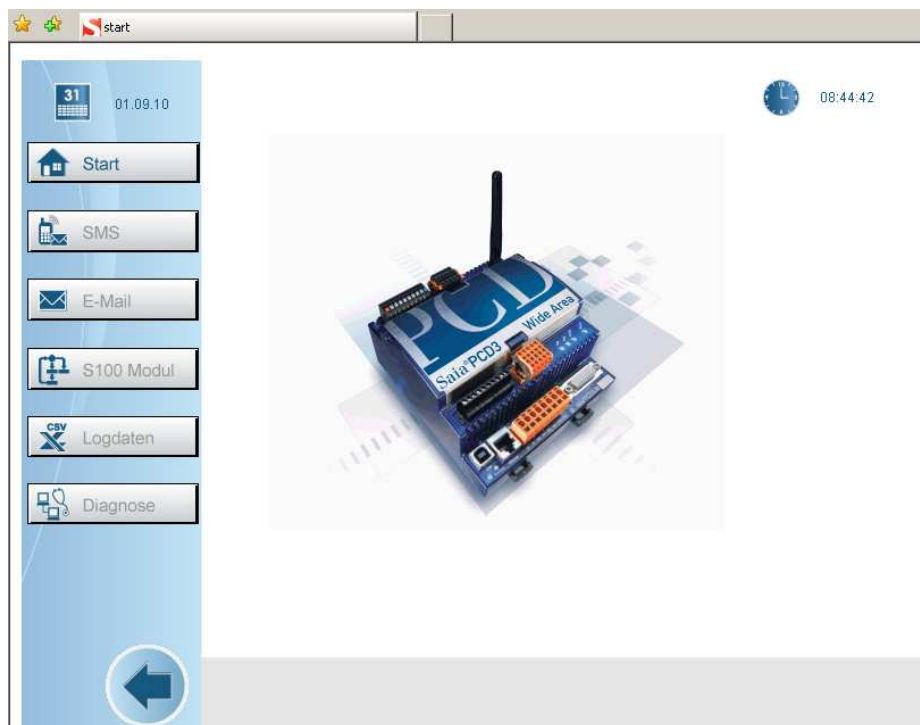 start
31
01.09.10
08:44:42
Start
SMS
E-Mail
S100 Modul
CSV
Logdaten
Diagnose
PCD
Saia®PCD3 Wide Area